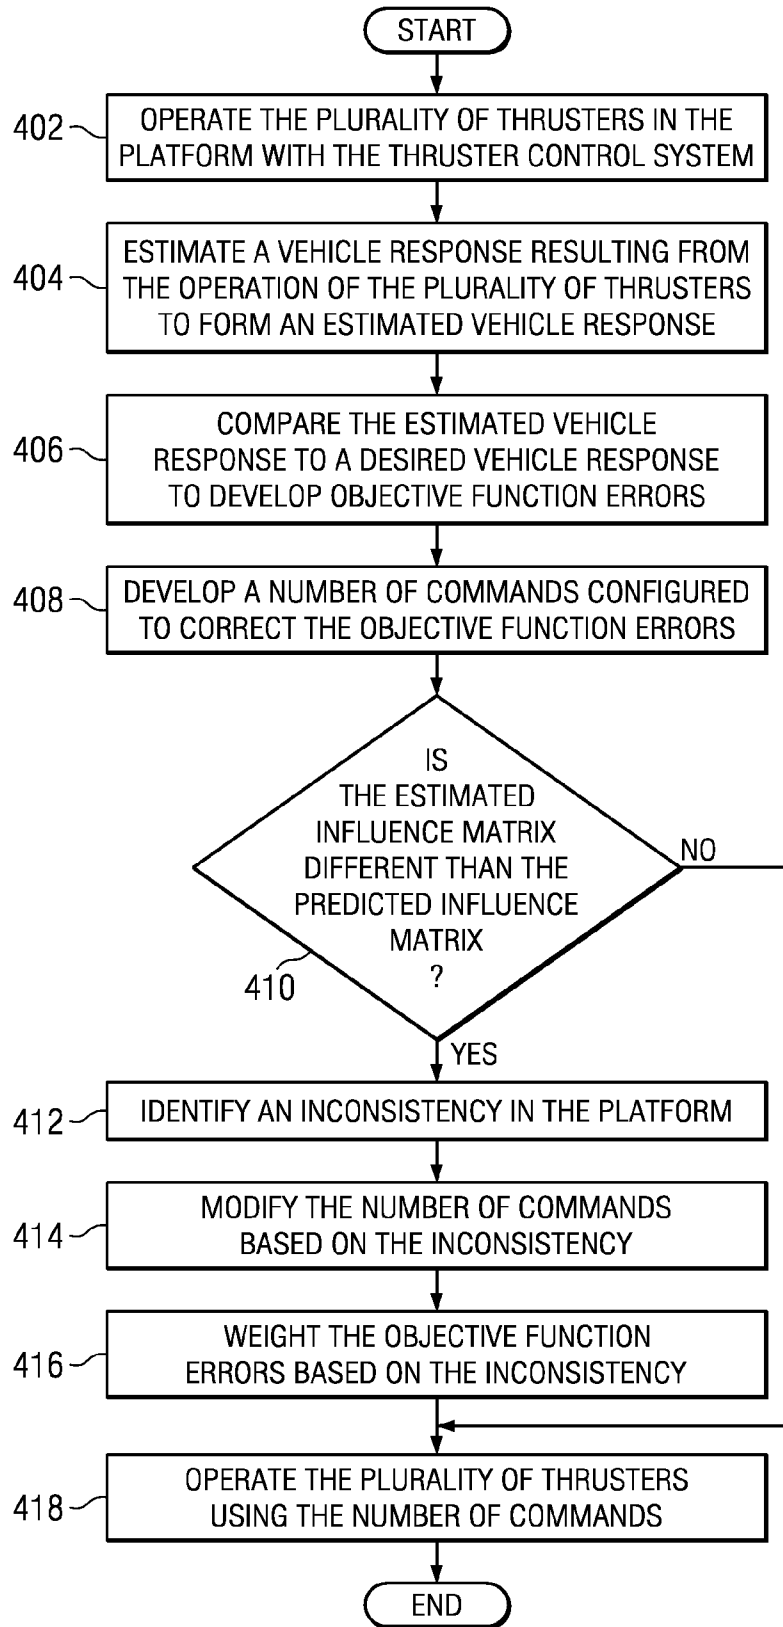 START
402
OPERATE THE PLURALITY OF THRUSTERS IN THE
PLATFORM WITH THE THRUSTER CONTROL SYSTEM
404
ESTIMATE A VEHICLE RESPONSE RESULTING FROM
THE OPERATION OF THE PLURALITY OF THRUSTERS
TO FORM AN ESTIMATED VEHICLE RESPONSE
406
COMPARE THE ESTIMATED VEHICLE
RESPONSE TO A DESIRED VEHICLE RESPONSE
TO DEVELOP OBJECTIVE FUNCTION ERRORS
408
DEVELOP A NUMBER OF COMMANDS CONFIGURED
TO CORRECT THE OBJECTIVE FUNCTION ERRORS
IS
THE ESTIMATED
INFLUENCE MATRIX
DIFFERENT THAN THE
PREDICTED INFLUENCE
MATRIX
?
NO
410
YES
412
IDENTIFY AN INCONSISTENCY IN THE PLATFORM
414
MODIFY THE NUMBER OF COMMANDS
BASED ON THE INCONSISTENCY
416
WEIGHT THE OBJECTIVE FUNCTION
ERRORS BASED ON THE INCONSISTENCY
418
OPERATE THE PLURALITY OF THRUSTERS
USING THE NUMBER OF COMMANDS
END